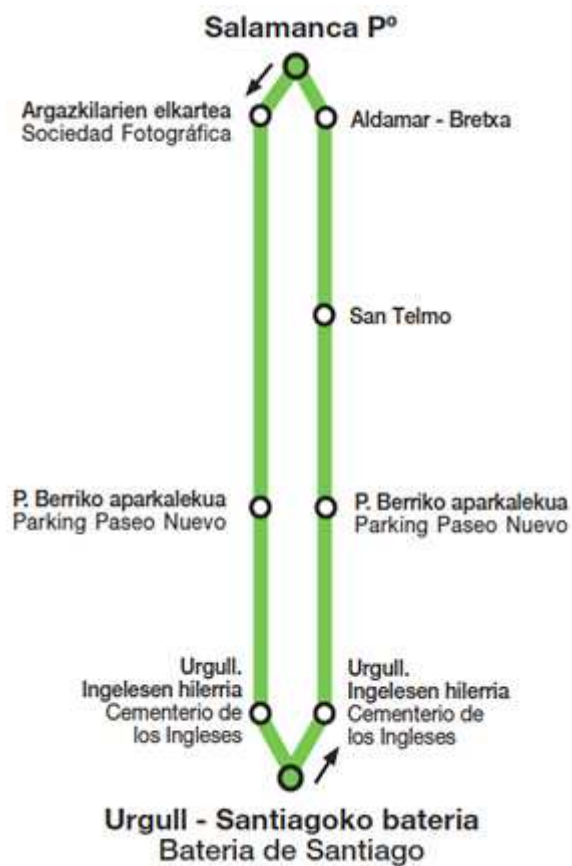 Salamanca Pº
Argazkilarien elkartea
Sociedad Fotográfica
Aldamar - Bretxa
San Telmo
P. Berriko aparkalekua
Parking Paseo Nuevo
P. Berriko aparkalekua
Parking Paseo Nuevo
Urgull.
Ingelesen hilerria
Cementerio de
los Ingleses
Urgull.
Ingelesen hilerria
Cementerio de
los Ingleses
Urgull - Santiagoko bateria
Bateria de Santiago